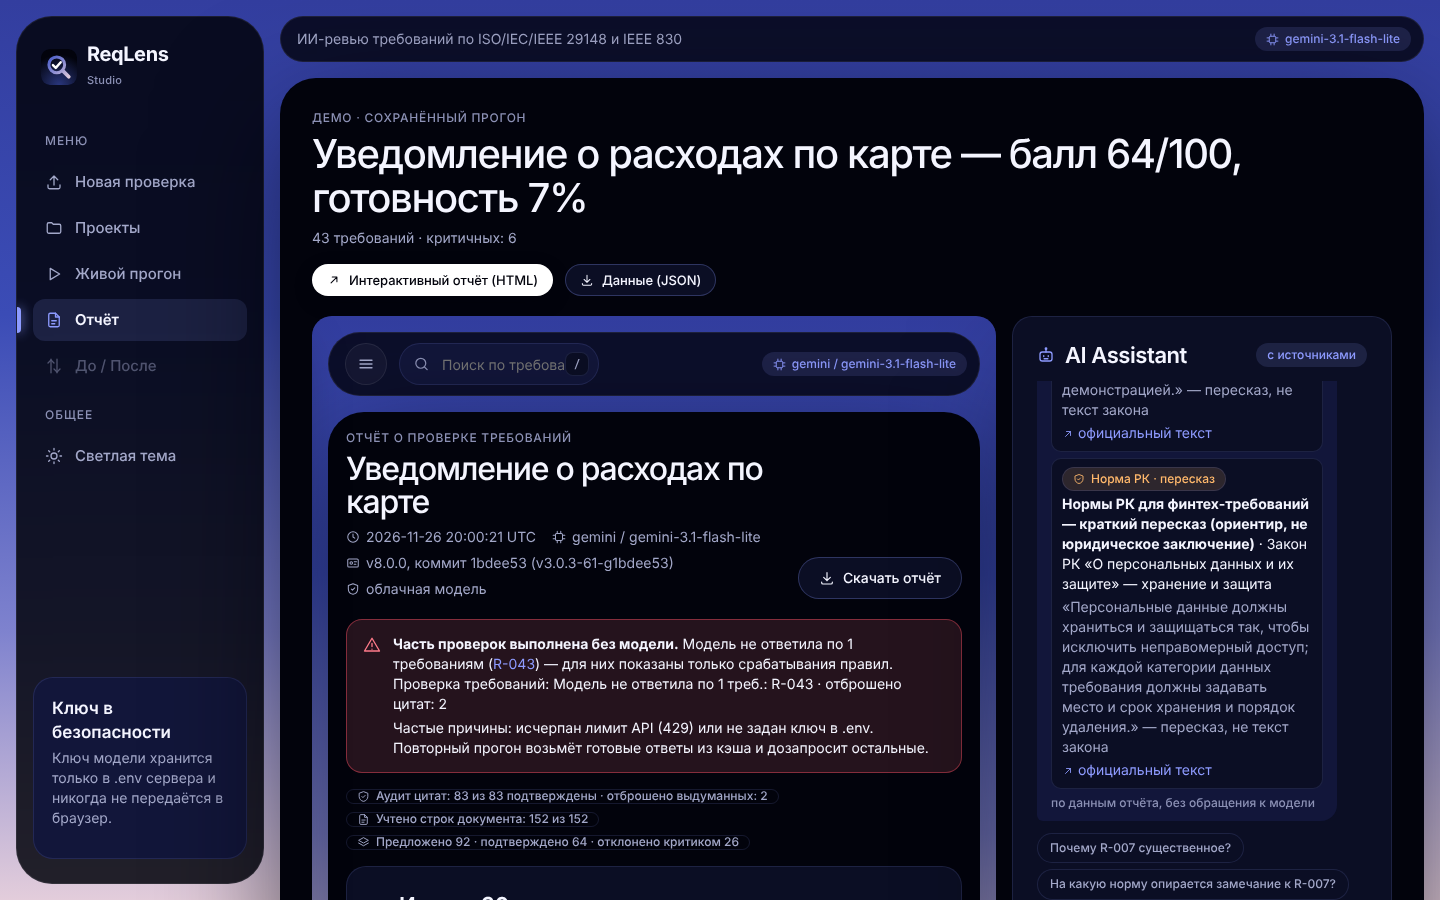 ReqLens
Studio
МЕНЮ
Новая проверка
Проекты
Живой прогон
Отчёт
До / После
ОБЩЕЕ
Светлая тема
Ключ в
безопасности
Ключ модели хранится
только в .env сервера и
никогда не передаётся в
браузер.
ИИ-ревью требований по ISO/IEC/IEEE 29148 и IEEE 830
gemini-3.1-flash-lite
ДЕМО · СОХРАНЁННЫЙ ПРОГОН
Уведомление о расходах по карте — балл 64/100,
готовность 7%
43 требований · критичных: 6
Интерактивный отчёт (HTML)
Данные (JSON)
Поиск по требова
/
gemini / gemini-3.1-flash-lite
ОТЧЁТ О ПРОВЕРКЕ ТРЕБОВАНИЙ
Уведомление о расходах по
карте
2026-11-26 20:00:21 UTC
gemini / gemini-3.1-flash-lite
v8.0.0, коммит 1bdee53 (v3.0.3-61-g1bdee53)
облачная модель
Скачать отчёт
Часть проверок выполнена без модели. Модель не ответила по 1
требованиям (R-043) — для них показаны только срабатывания правил.
Проверка требований: Модель не ответила по 1 треб.: R-043 · отброшено
цитат: 2
Частые причины: исчерпан лимит API (429) или не задан ключ в .env.
Повторный прогон возьмёт готовые ответы из кэша и дозапросит остальные.
Аудит цитат: 83 из 83 подтверждены · отброшено выдуманных: 2
Учтено строк документа: 152 из 152
Предложено 92 · подтверждено 64 · отклонено критиком 26
AI Assistant
с источниками
демонстрацией.» — пересказ, не
текст закона
официальный текст
Норма РК · пересказ
Нормы РК для финтех-требований
— краткий пересказ (ориентир, не
юридическое заключение) · Закон
РК «О персональных данных и их
защите» — хранение и защита
«Персональные данные должны
храниться и защищаться так, чтобы
исключить неправомерный доступ;
для каждой категории данных
требования должны задавать
место и срок хранения и порядок
удаления.» — пересказ, не текст
закона
официальный текст
по данным отчёта, без обращения к модели
Почему R-007 существенное?
На какую норму опирается замечание к R-007?